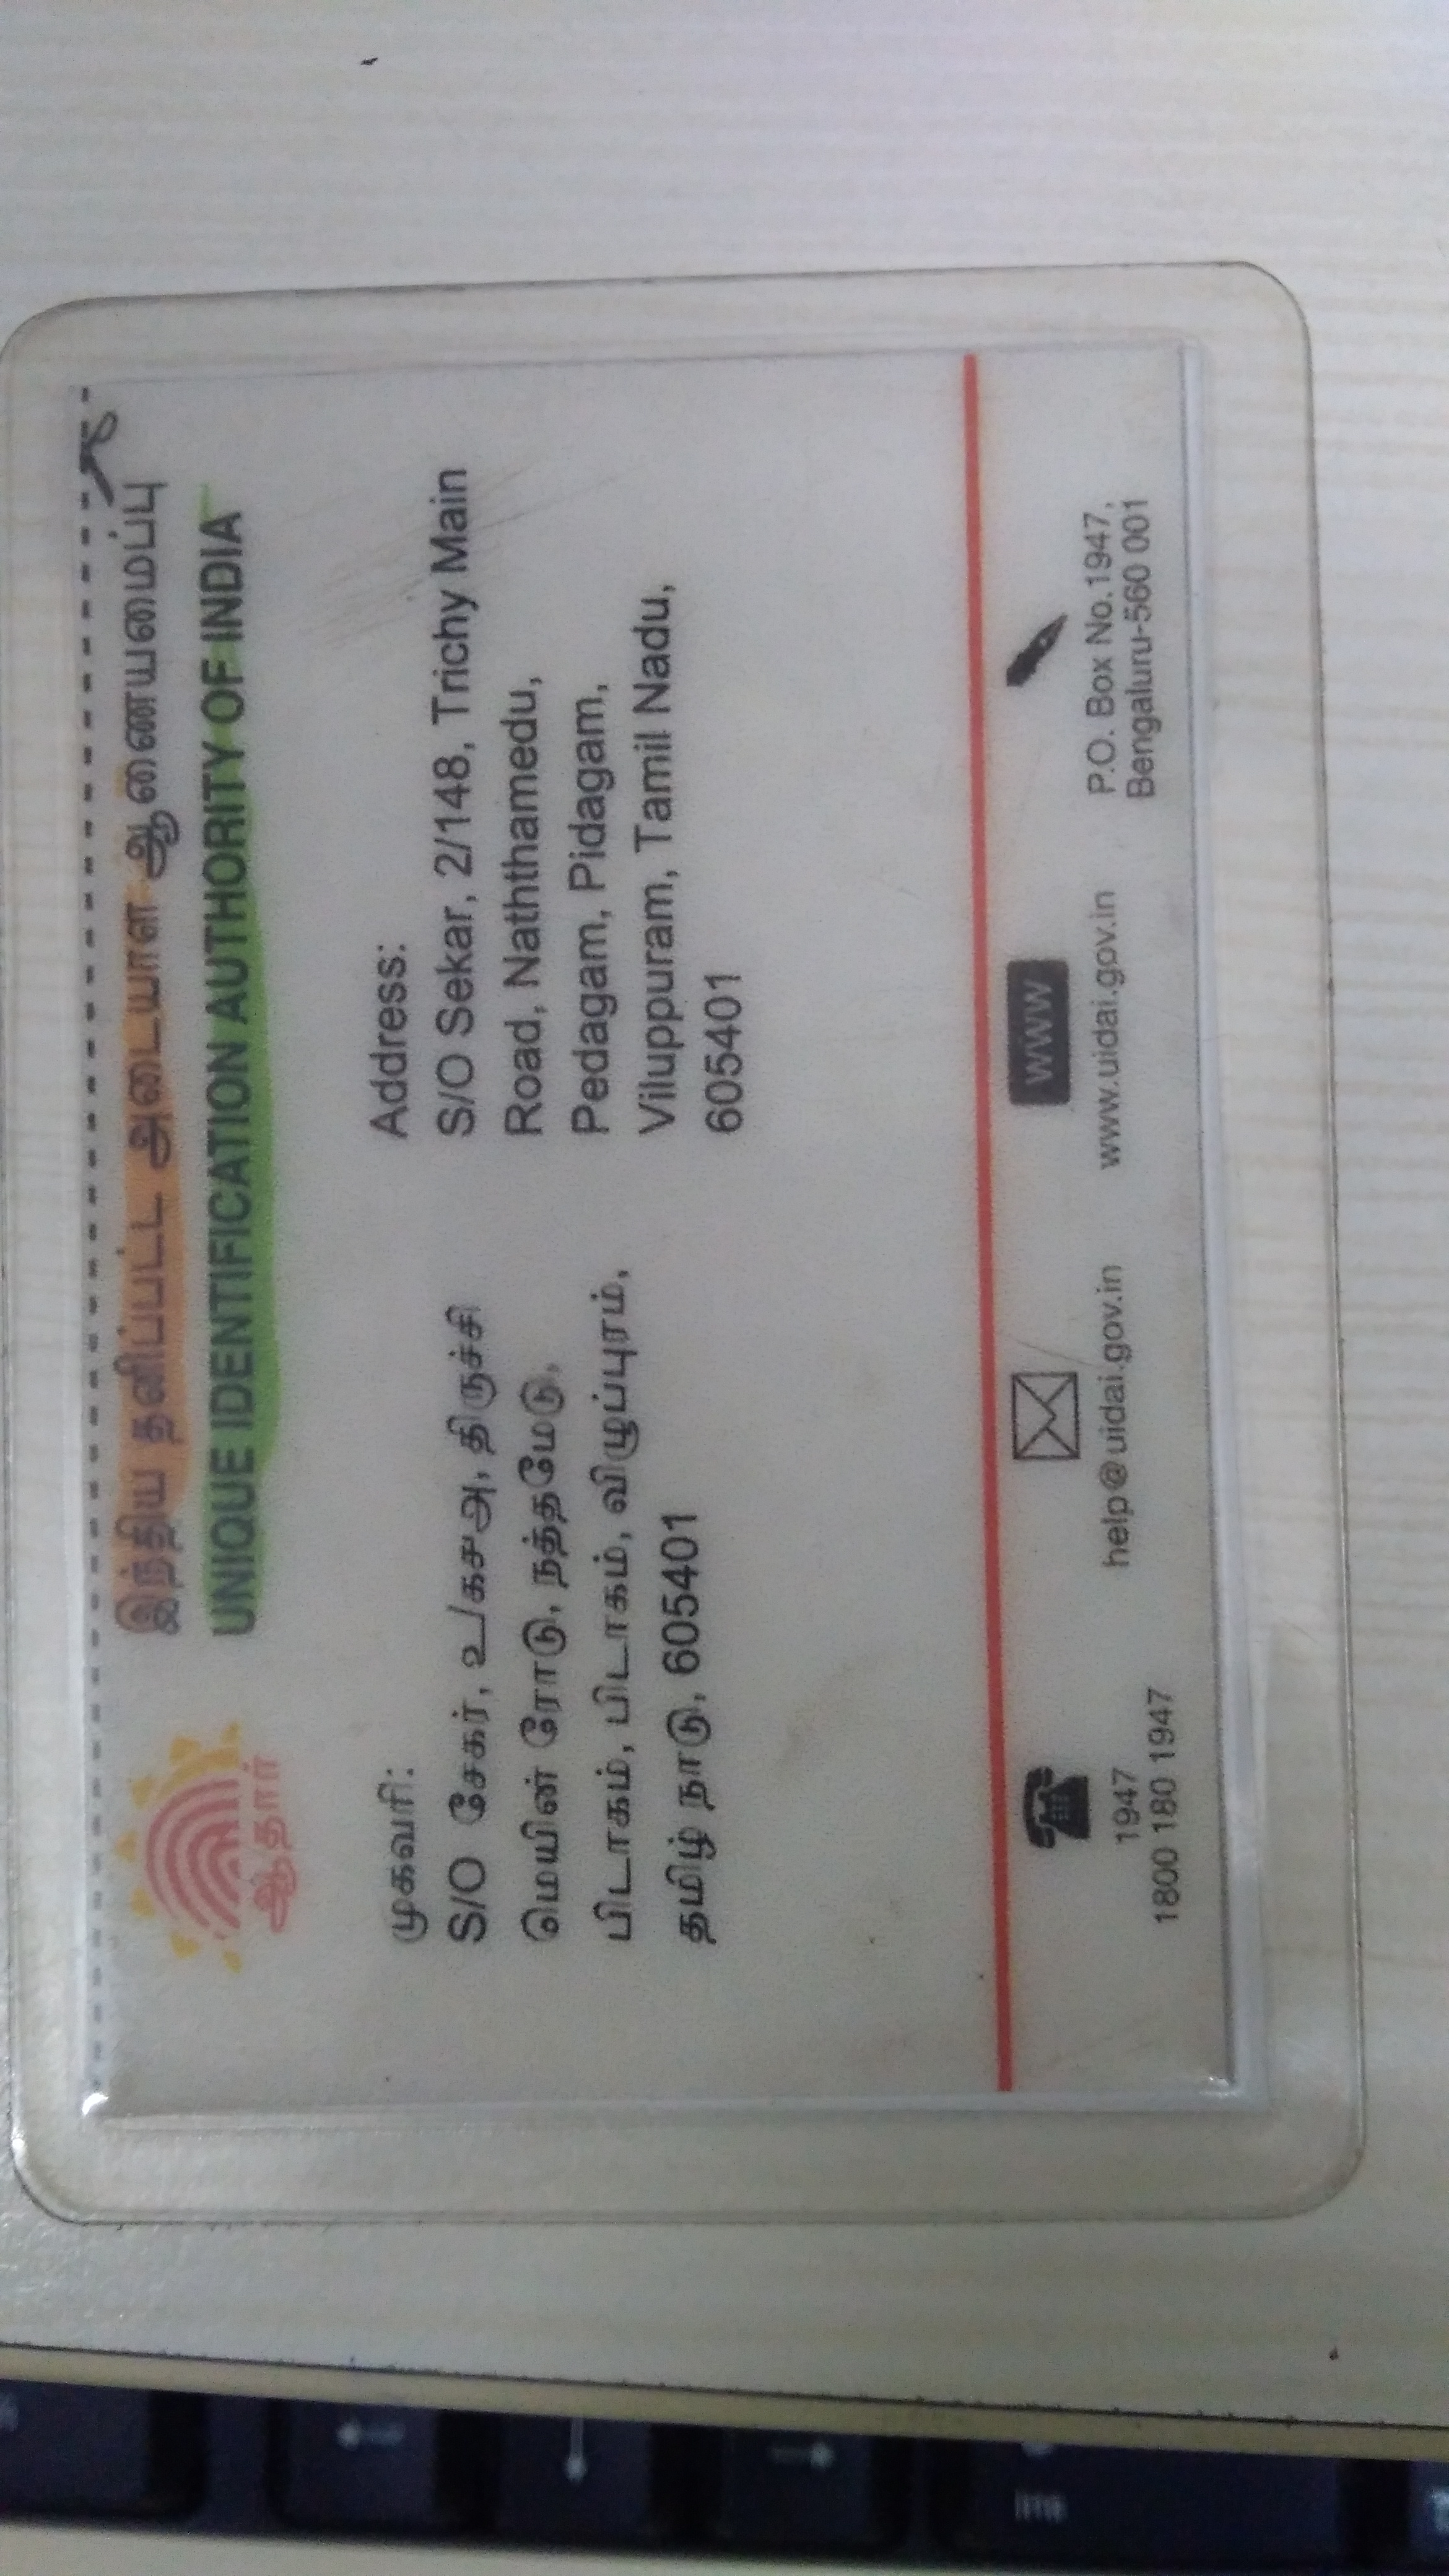 இந்திய தனிப்பட்ட அடையாள ஆணையமைப்பு
UNIQUE IDENTIFICATION AUTHORITY OF INDIA
ஆதார்
முகவரி:
S/O சேகர், ௨/௧௪௮, திருச்சி
மெயின் ரோடு, நத்தமேடு,
பிடாகம், பிடாகம், விழுப்புரம்,
தமிழ் நாடு, 605401
Address:
S/O Sekar, 2/148, Trichy Main
Road, Naththamedu,
Pedagam, Pidagam,
Viluppuram, Tamil Nadu,
605401
1947
1800 180 1947
help@uidai.gov.in
WWW
www.uidai.gov.in
P.O. Box No.1947,
Bengaluru-560 001